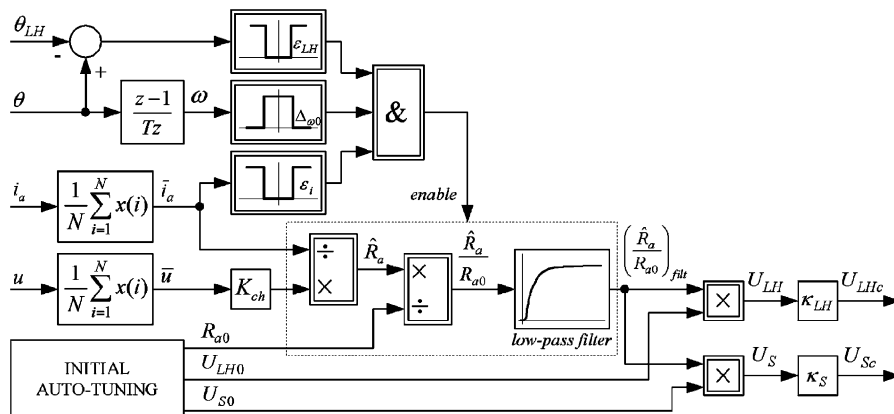 θ_LH
-
+
ε_LH
θ
z−1
Tz
ω
Δ_ω0
&
i_a
1/N ∑_{i=1}^{N} x(i)
i̅_a
ε_i
enable
u
1/N ∑_{i=1}^{N} x(i)
u̅
K_ch
÷
×
R̂_a
×
÷
R̂_a/R_a0
low-pass filter
(R̂_a/R_a0)_filt
×
U_LH
κ_LH
U_LHc
×
U_S
κ_S
U_Sc
INITIAL
AUTO-TUNING
R_a0
U_LH0
U_S0